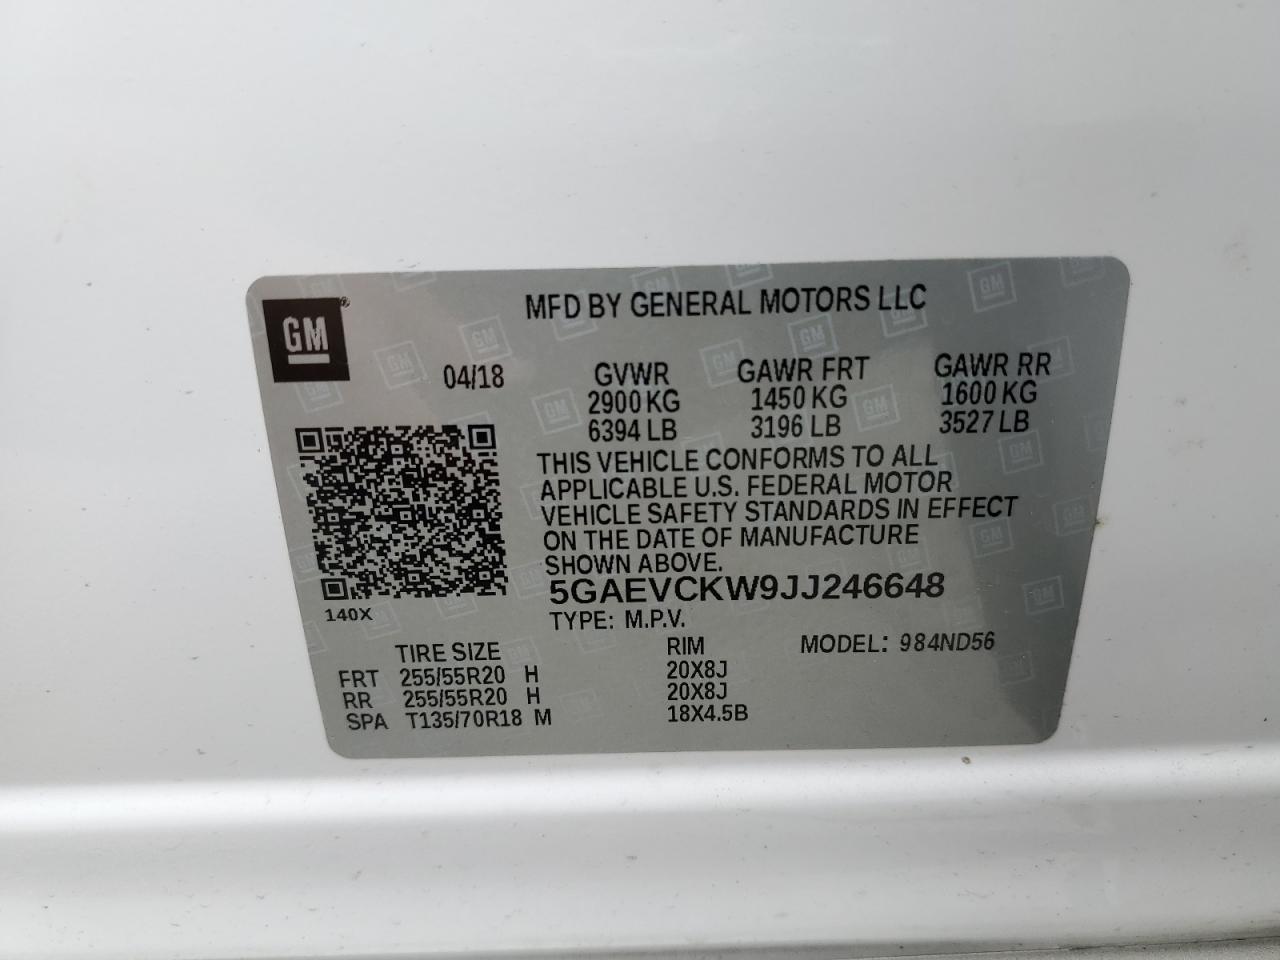 GM®
MFD BY GENERAL MOTORS LLC
04/18
GVWR GAWR FRT GAWR RR
2900 KG 1450 KG 1600 KG
6394 LB 3196 LB 3527 LB
THIS VEHICLE CONFORMS TO ALL
APPLICABLE U.S. FEDERAL MOTOR
VEHICLE SAFETY STANDARDS IN EFFECT
ON THE DATE OF MANUFACTURE
SHOWN ABOVE.
5GAEVCKW9JJ246648
140X
TYPE: M.P.V.
TIRE SIZE RIM MODEL: 984ND56
FRT 255/55R20 H 20X8J
RR 255/55R20 H 20X8J
SPA T135/70R18 M 18X4.5B